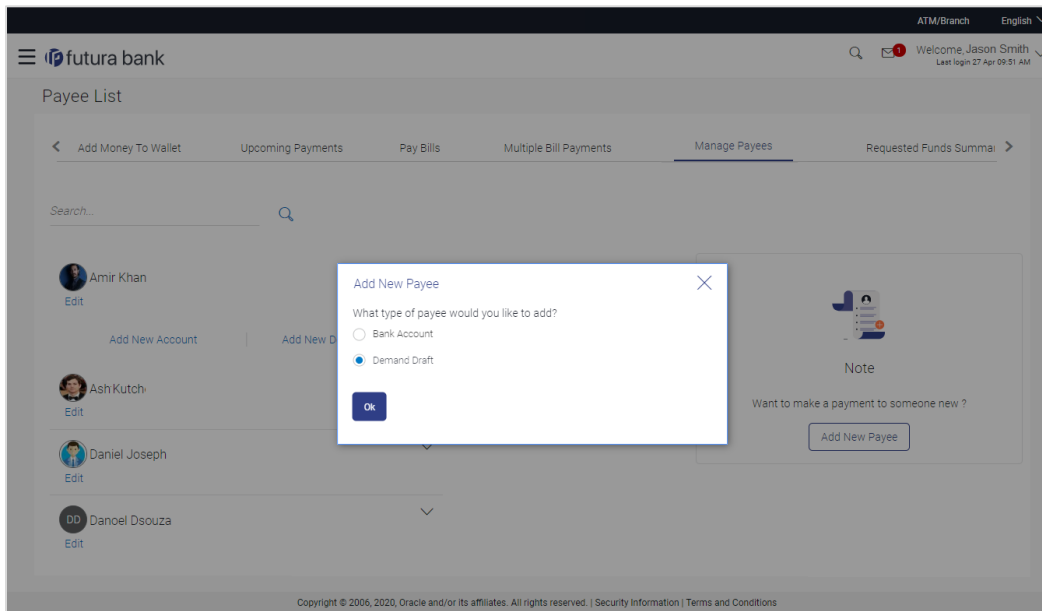 ATM/Branch English
futura bank
1
Welcome, Jason Smith
Last login 27 Apr 09:51 AM
Payee List
Add Money To Wallet Upcoming Payments Pay Bills Multiple Bill Payments Manage Payees Requested Funds Summar
Search...
Amir Khan
Edit
Add New Account Add New D
Ash Kutch
Edit
Daniel Joseph
Edit
DD Danoel Dsouza
Edit
Add New Payee
What type of payee would you like to add?
Bank Account
Demand Draft
Ok
Note
Want to make a payment to someone new ?
Add New Payee
Copyright © 2006, 2020, Oracle and/or its affiliates. All rights reserved. | Security Information | Terms and Conditions